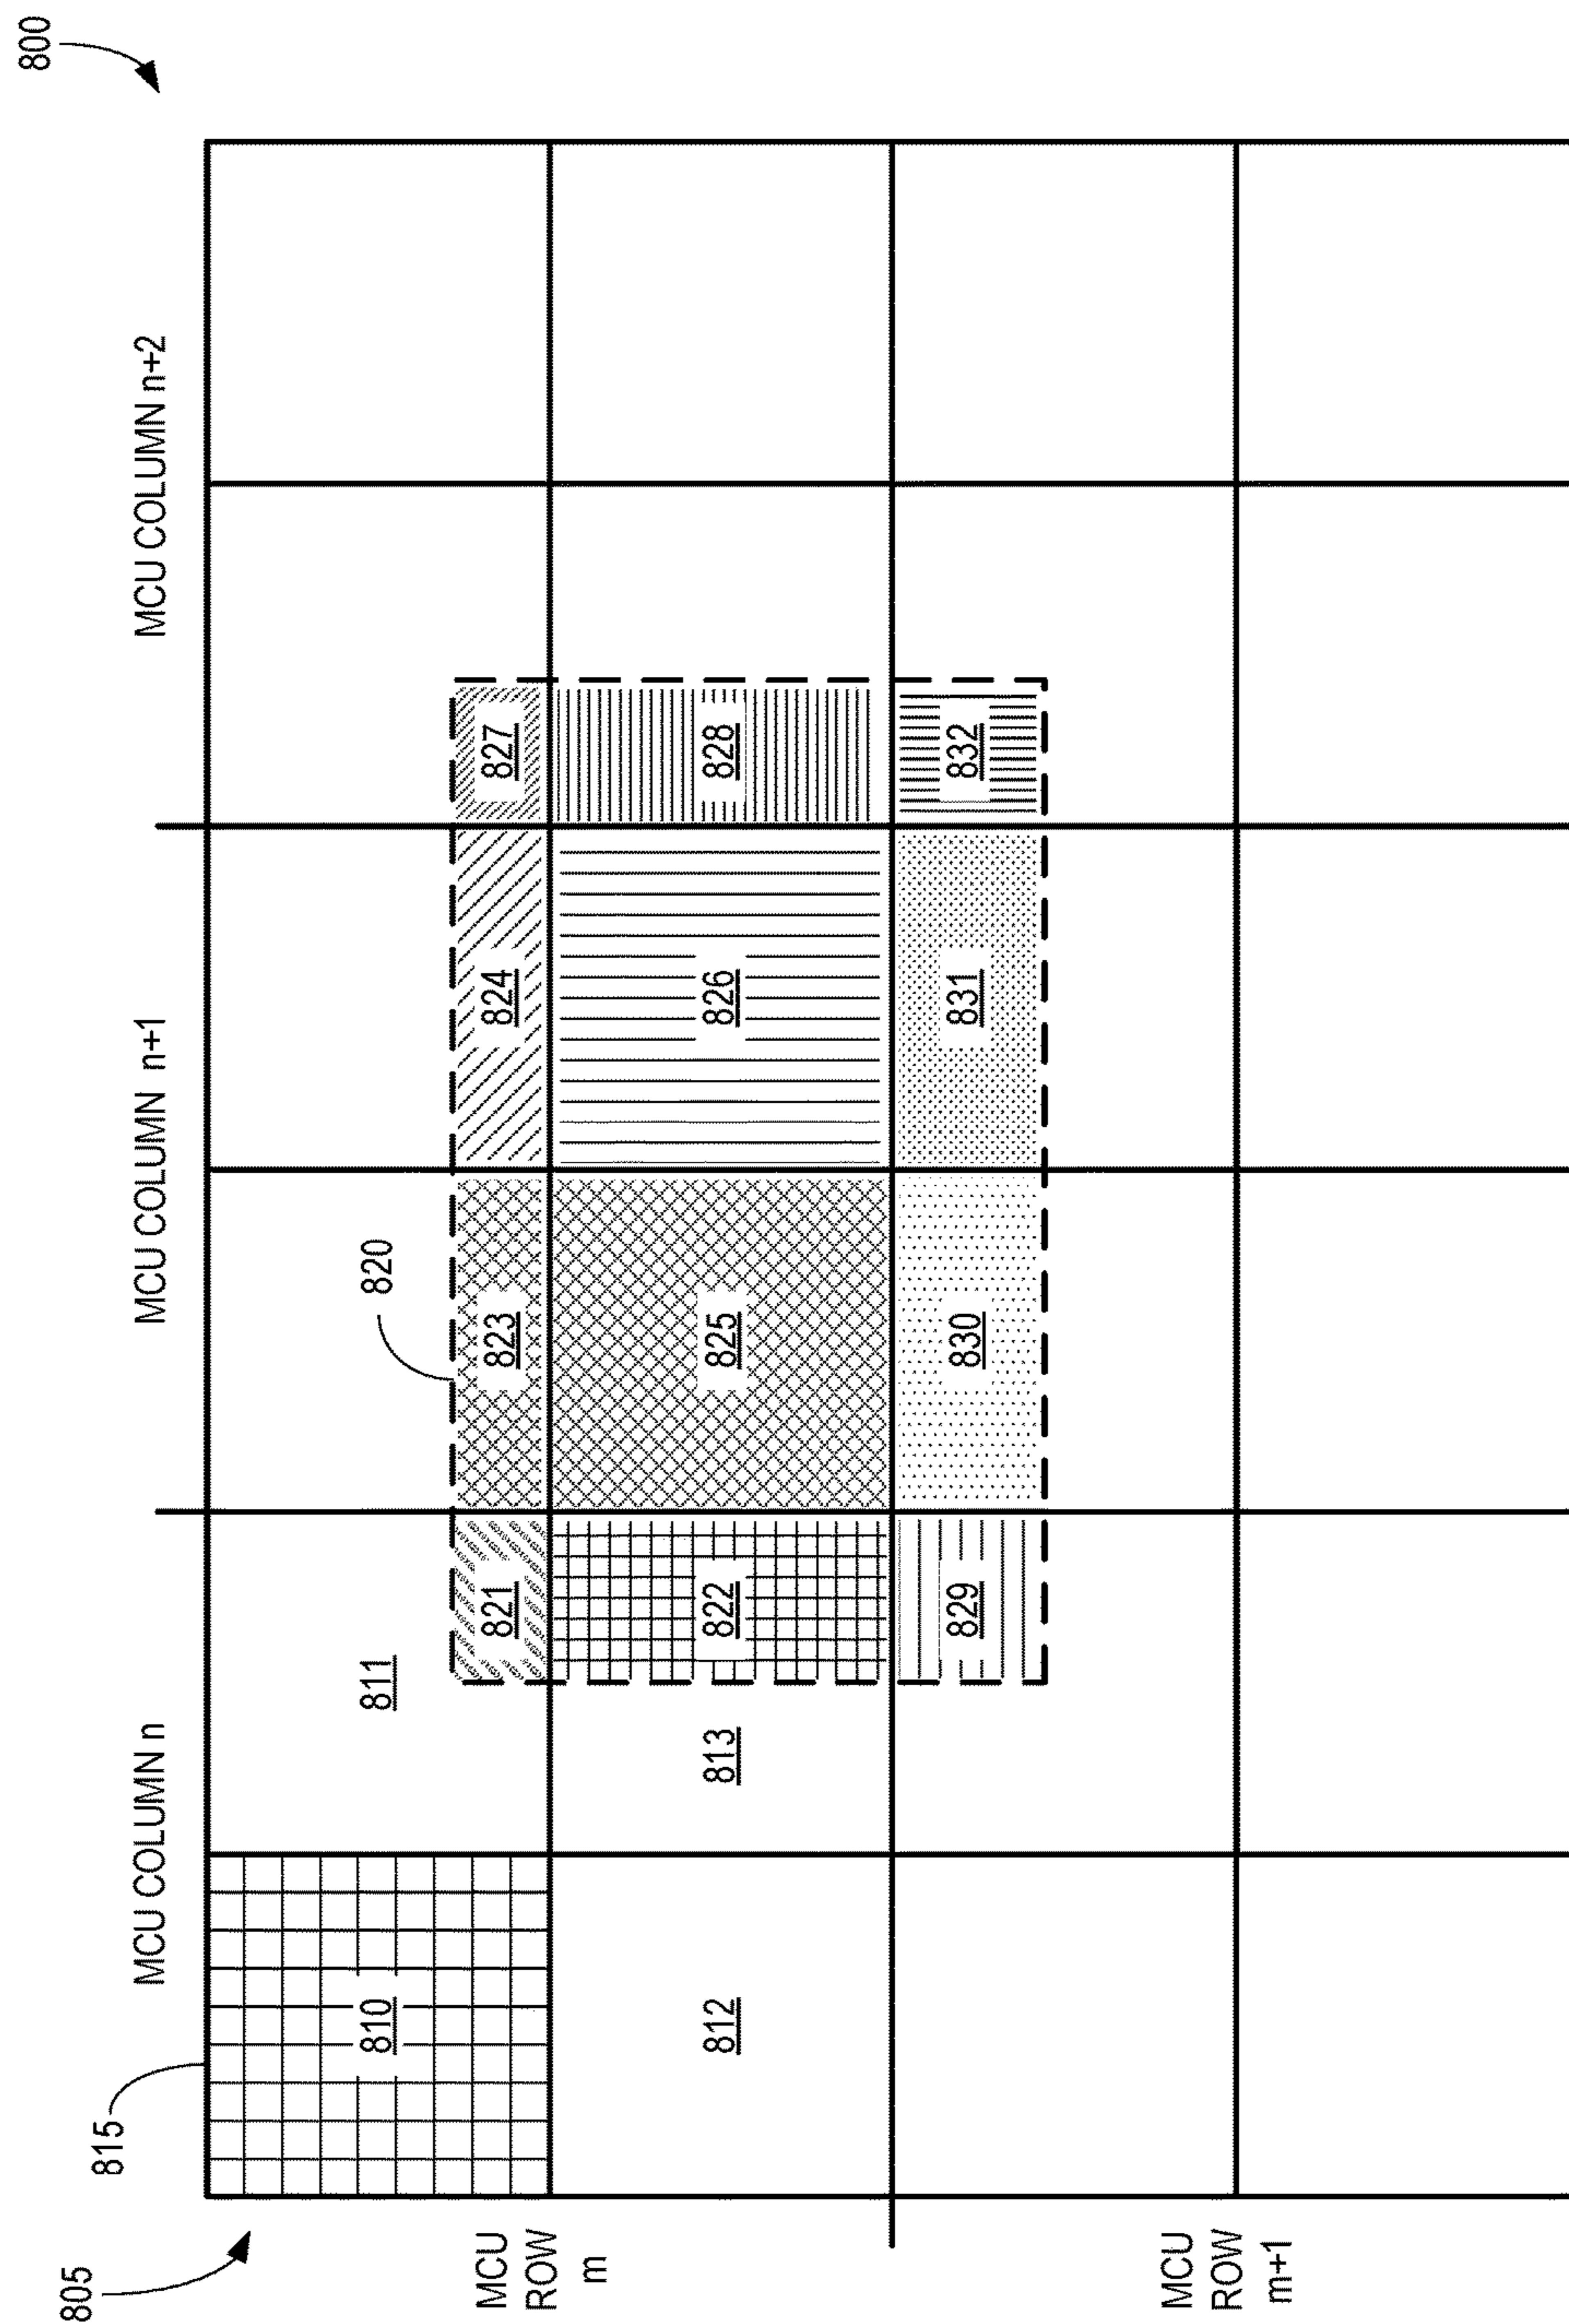 800
805
815
MCU COLUMN n
MCU COLUMN n+1
MCU COLUMN n+2
MCU
ROW
m
810
811
820
821
823
824
827
812
813
822
825
826
828
829
830
831
832
MCU
ROW
m+1